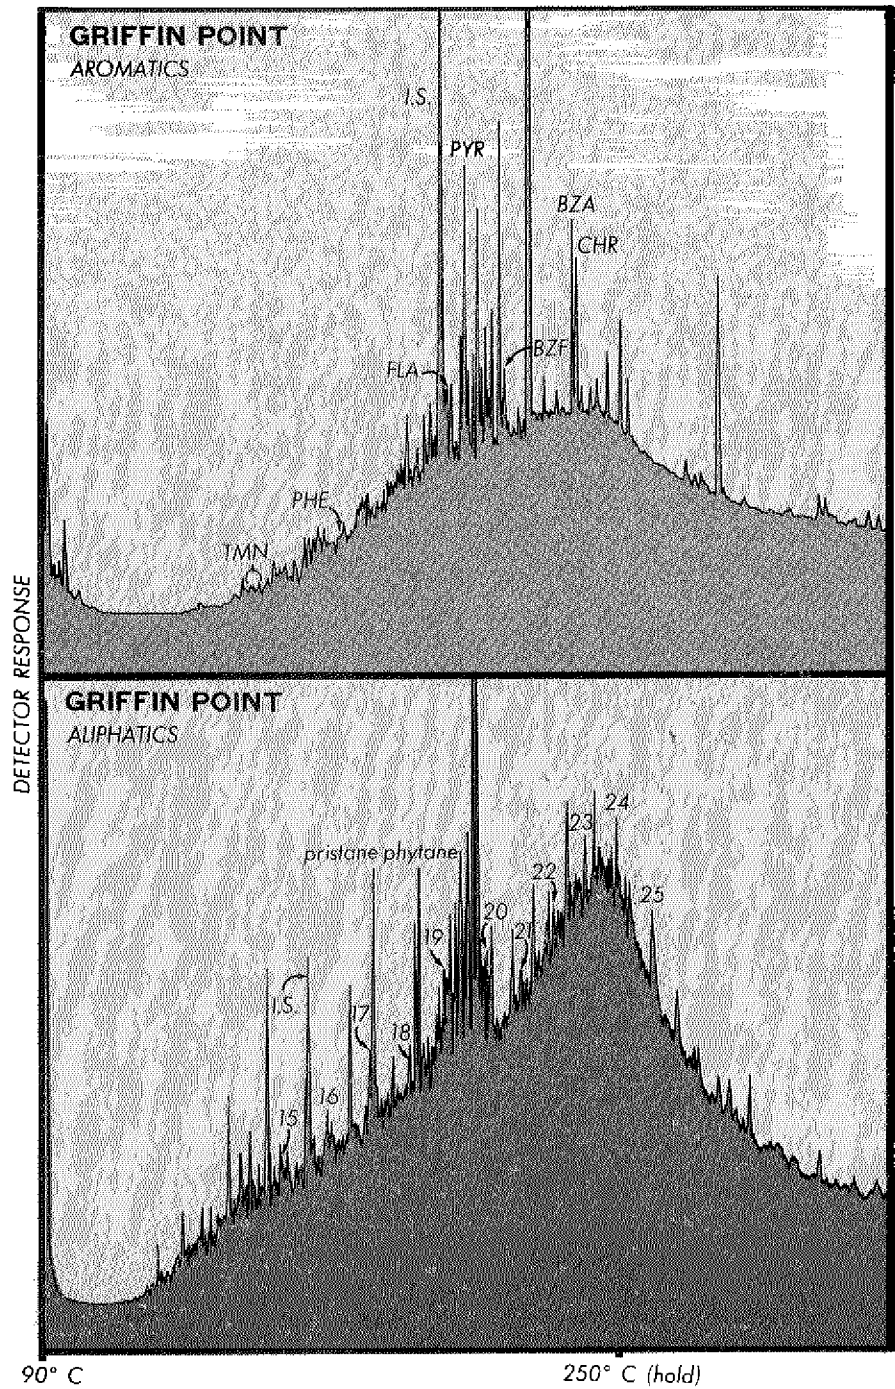 GRIFFIN POINT
AROMATICS
I.S.
PYR
BZA
CHR
BZF
FLA
PHE
TMN
DETECTOR RESPONSE
GRIFFIN POINT
ALIPHATICS
pristane phytane
24
23
22
25
20
19
21
I.S.
17
18
16
15
90° C
250° C (hold)